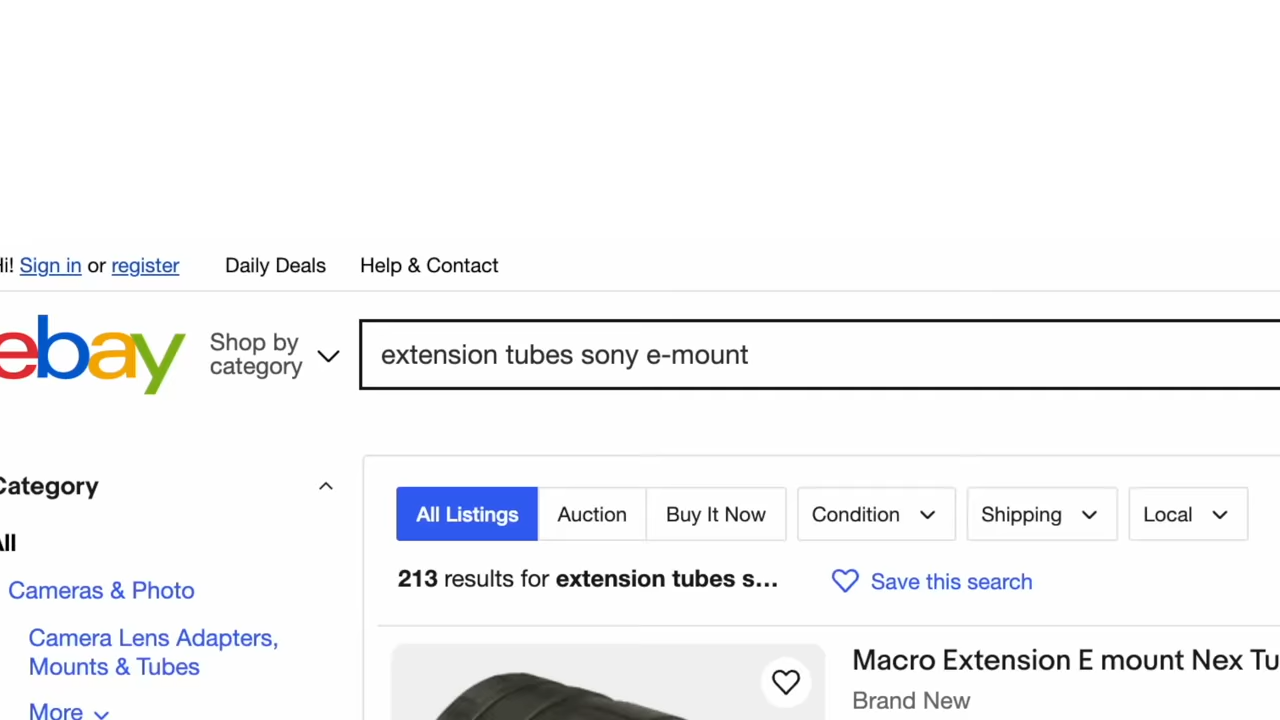 Hi! Sign in or register Daily Deals Help & Contact
ebay
Shop by
category
extension tubes sony e-mount
Category
All
All Listings Auction Buy It Now Condition Shipping Local
213 results for extension tubes s... Save this search
Cameras & Photo
Camera Lens Adapters,
Mounts & Tubes
More
Macro Extension E mount Nex Tu
Brand New